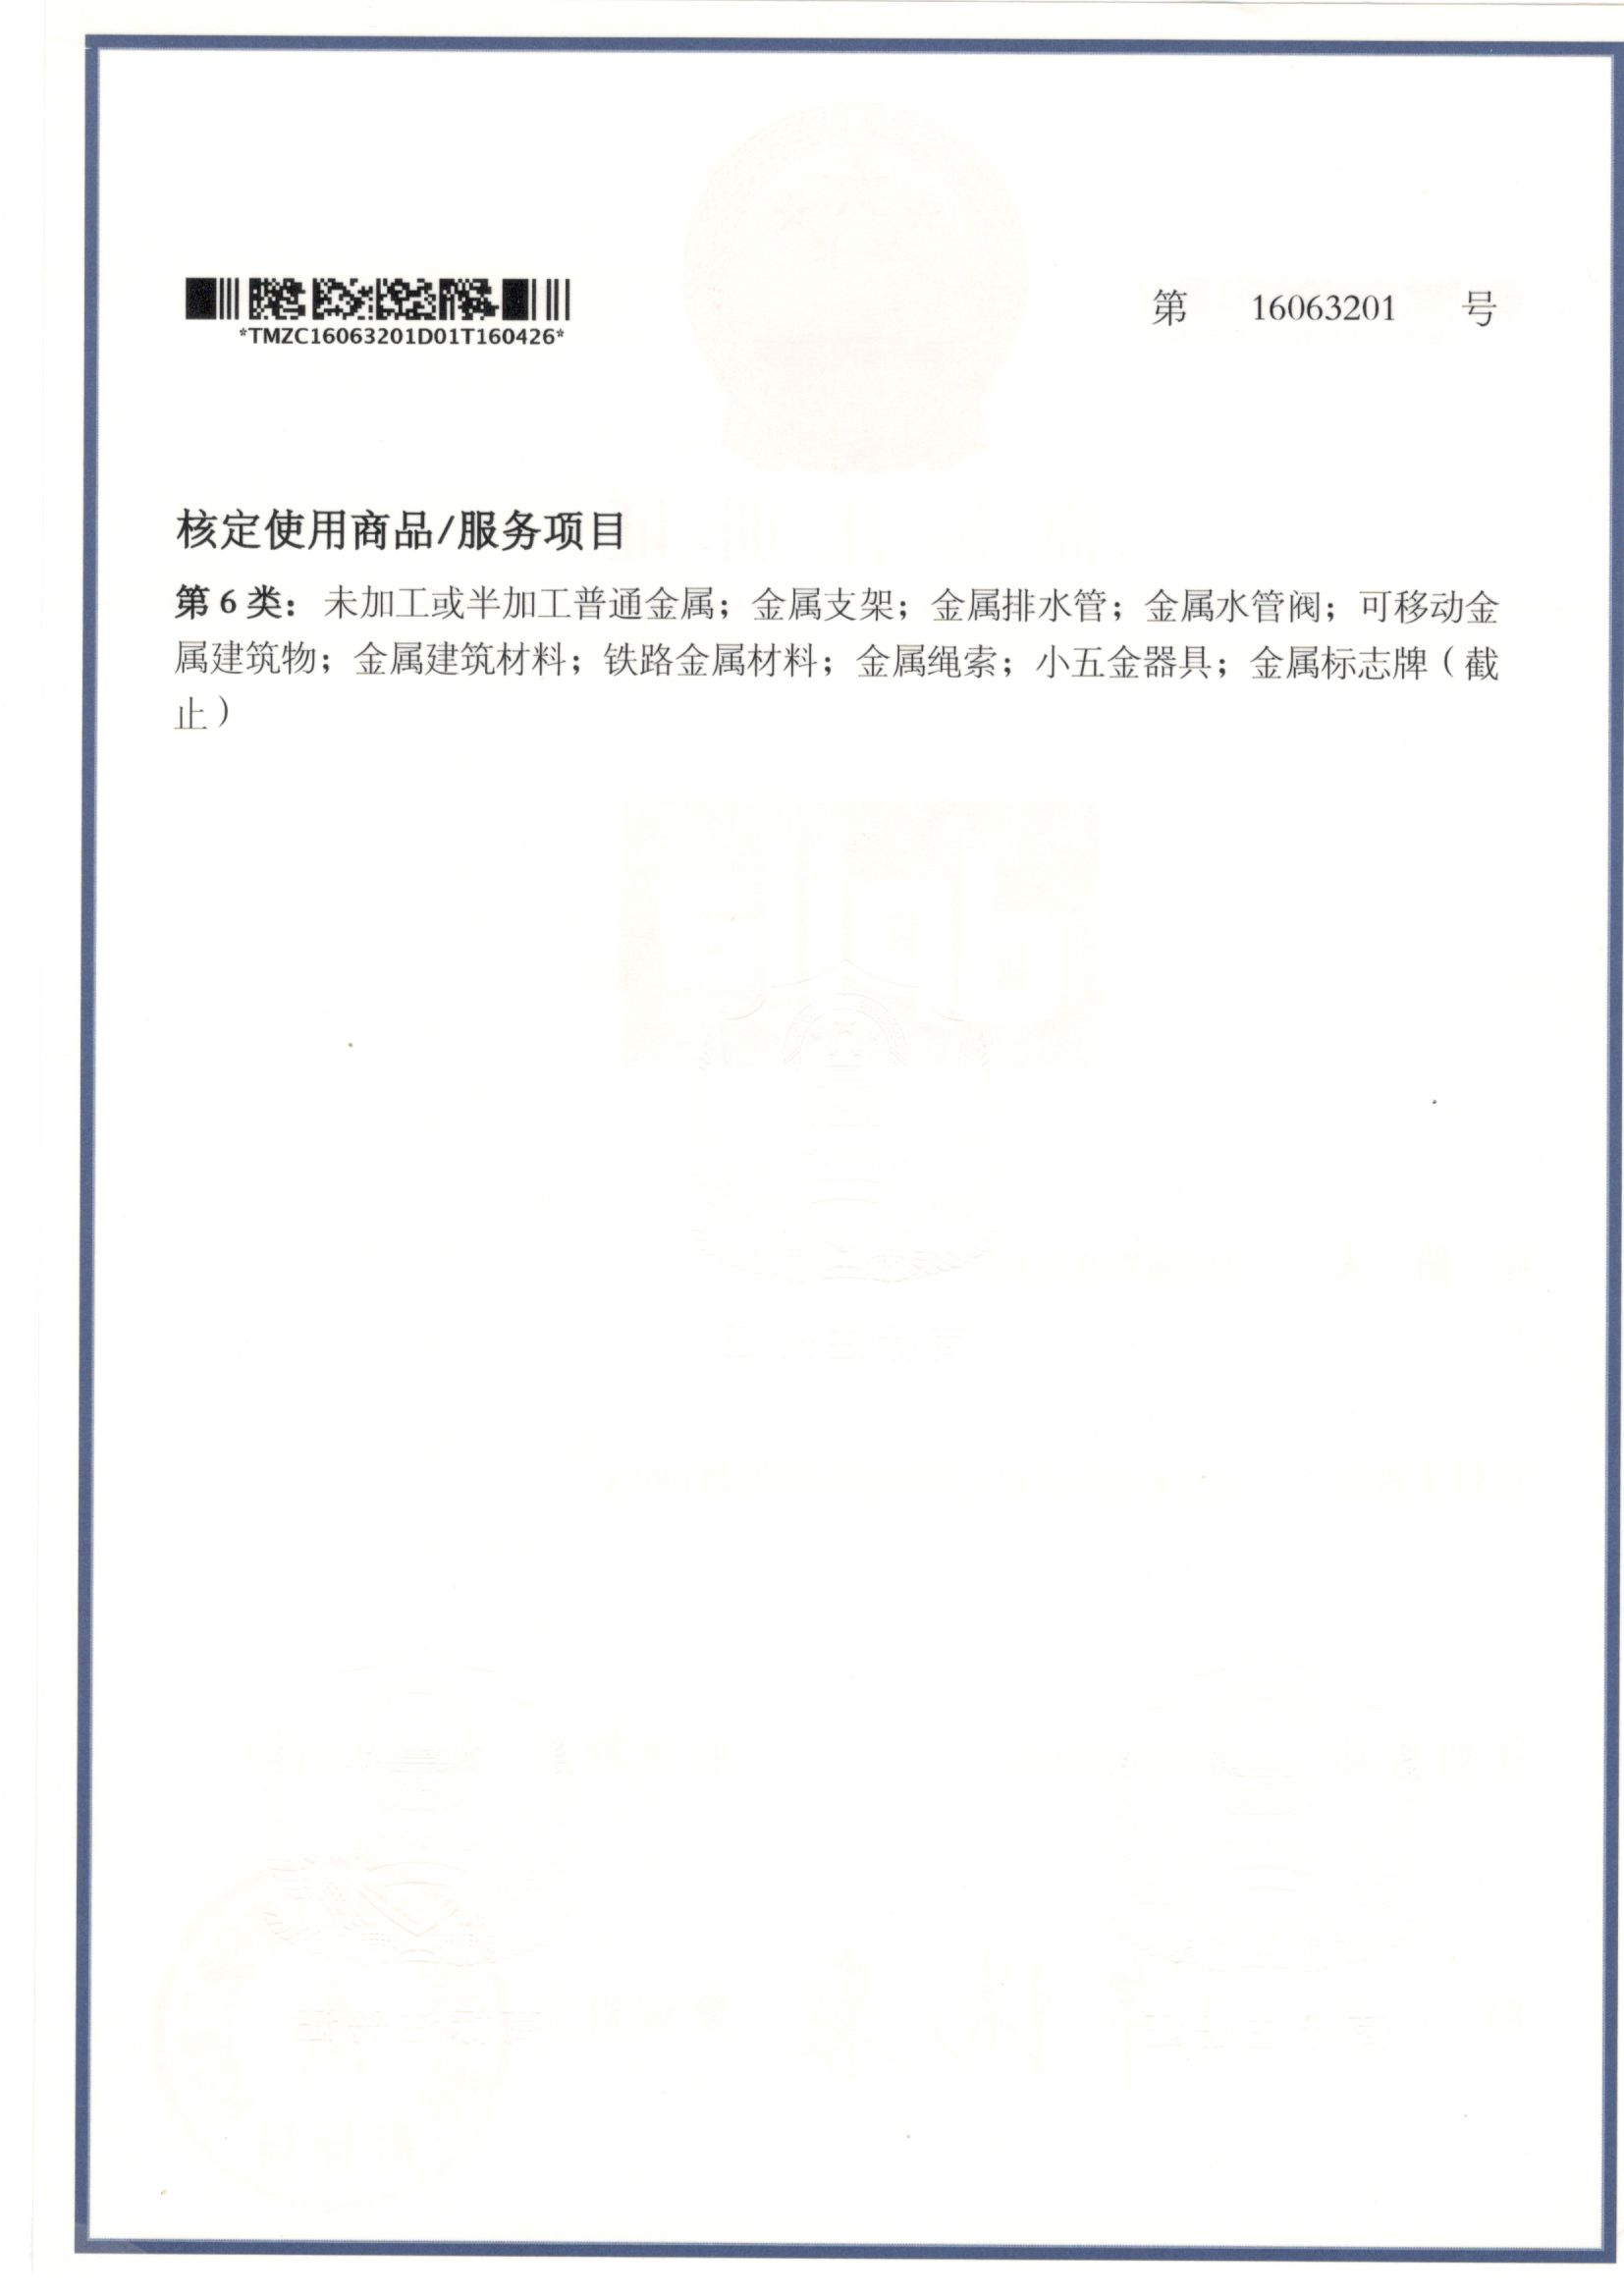 *TMZC16063201D01T160426*
第 16063201 号
核定使用商品/服务项目
第 6 类：未加工或半加工普通金属；金属支架；金属排水管；金属水管阀；可移动金
属建筑物；金属建筑材料；铁路金属材料；金属绳索；小五金器具；金属标志牌（截
止）